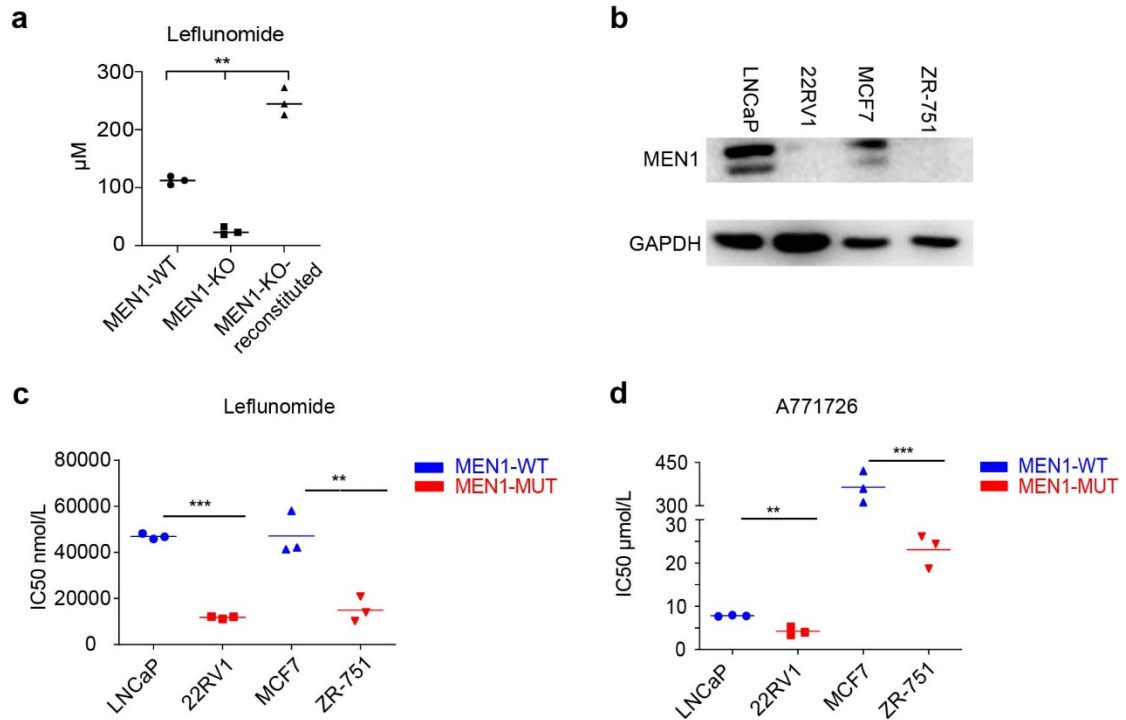 a
Leflunomide
**
300
200
100
0
µM
MEN1-WT
MEN1-KO
MEN1-KO-
reconstituted
b
LNCaP
22RV1
MCF7
ZR-751
MEN1
GAPDH
c
Leflunomide
80000
60000
40000
20000
0
IC50 nmol/L
***
**
MEN1-WT
MEN1-MUT
LNCaP
22RV1
MCF7
ZR-751
d
A771726
450
300
30
20
10
0
IC50 µmol/L
**
***
MEN1-WT
MEN1-MUT
LNCaP
22RV1
MCF7
ZR-751